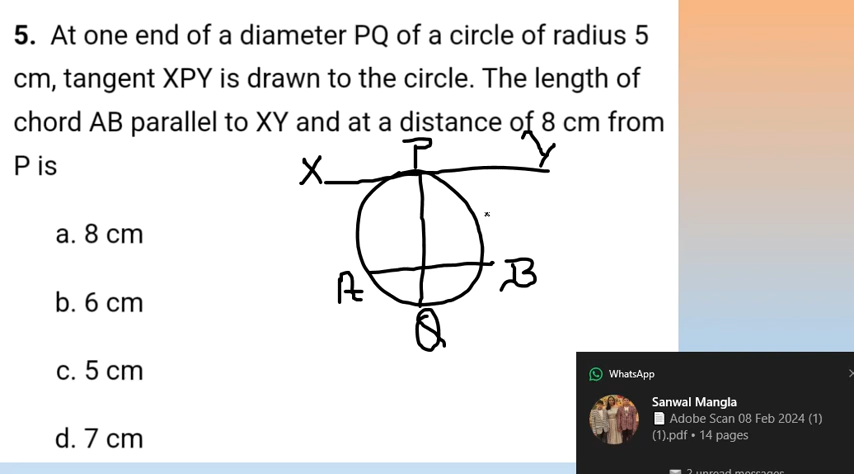 5. At one end of a diameter PQ of a circle of radius 5
cm, tangent XPY is drawn to the circle. The length of
chord AB parallel to XY and at a distance of 8 cm from
P is
P
X
Y
a. 8 cm
A
B
b. 6 cm
Q
c. 5 cm
d. 7 cm
WhatsApp
Sanwal Mangla
Adobe Scan 08 Feb 2024 (1)
(1).pdf • 14 pages
2 unread messages